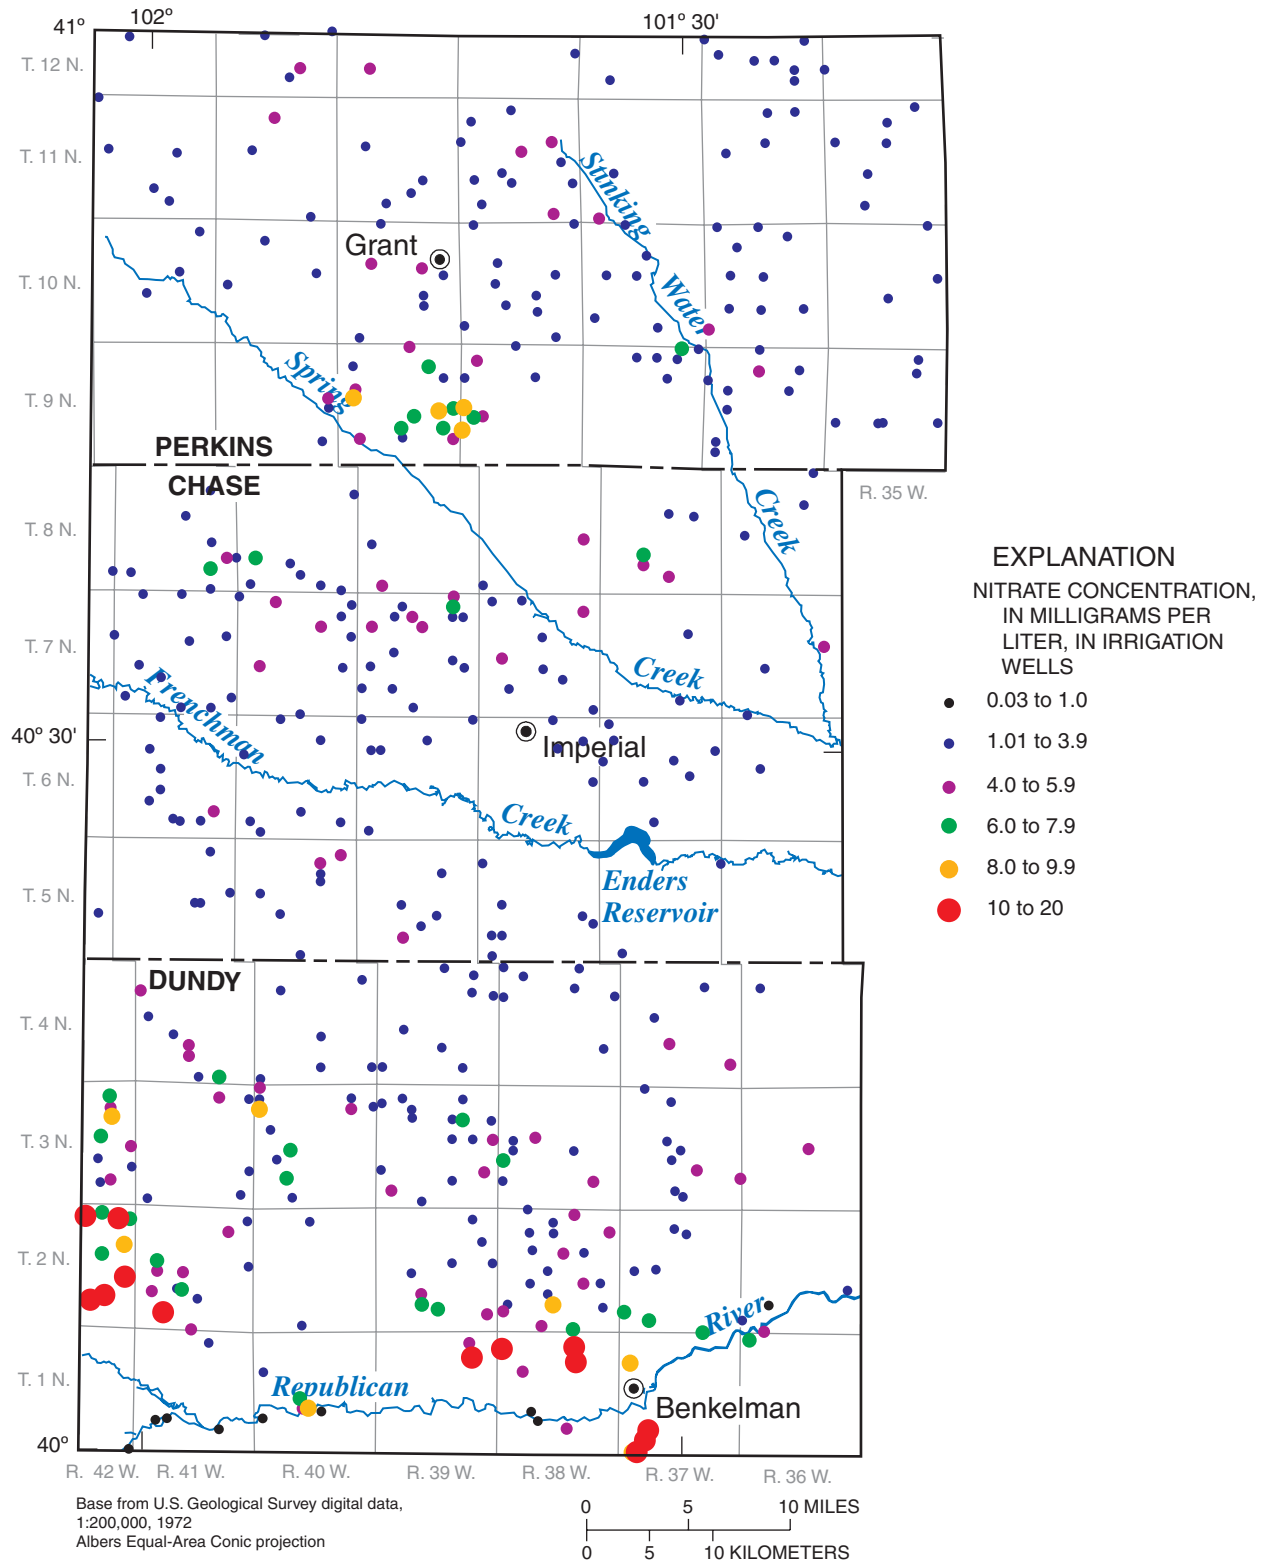 102°
101° 30'
41°
T. 12 N.
T. 11 N.
Stinking
Grant
T. 10 N.
Water
Spring
T. 9 N.
PERKINS
CHASE
R. 35 W.
Creek
T. 8 N.
EXPLANATION
NITRATE CONCENTRATION,
IN MILLIGRAMS PER
LITER, IN IRRIGATION
WELLS
0.03 to 1.0
1.01 to 3.9
4.0 to 5.9
6.0 to 7.9
8.0 to 9.9
10 to 20
T. 7 N.
Creek
Frenchman
40° 30'
Imperial
T. 6 N.
Creek
Enders
Reservoir
T. 5 N.
DUNDY
T. 4 N.
T. 3 N.
T. 2 N.
River
T. 1 N.
Republican
Benkelman
40°
R. 42 W. R. 41 W. R. 40 W. R. 39 W. R. 38 W. R. 37 W. R. 36 W.
Base from U.S. Geological Survey digital data,
1:200,000, 1972
Albers Equal-Area Conic projection
0 5 10 MILES
0 5 10 KILOMETERS